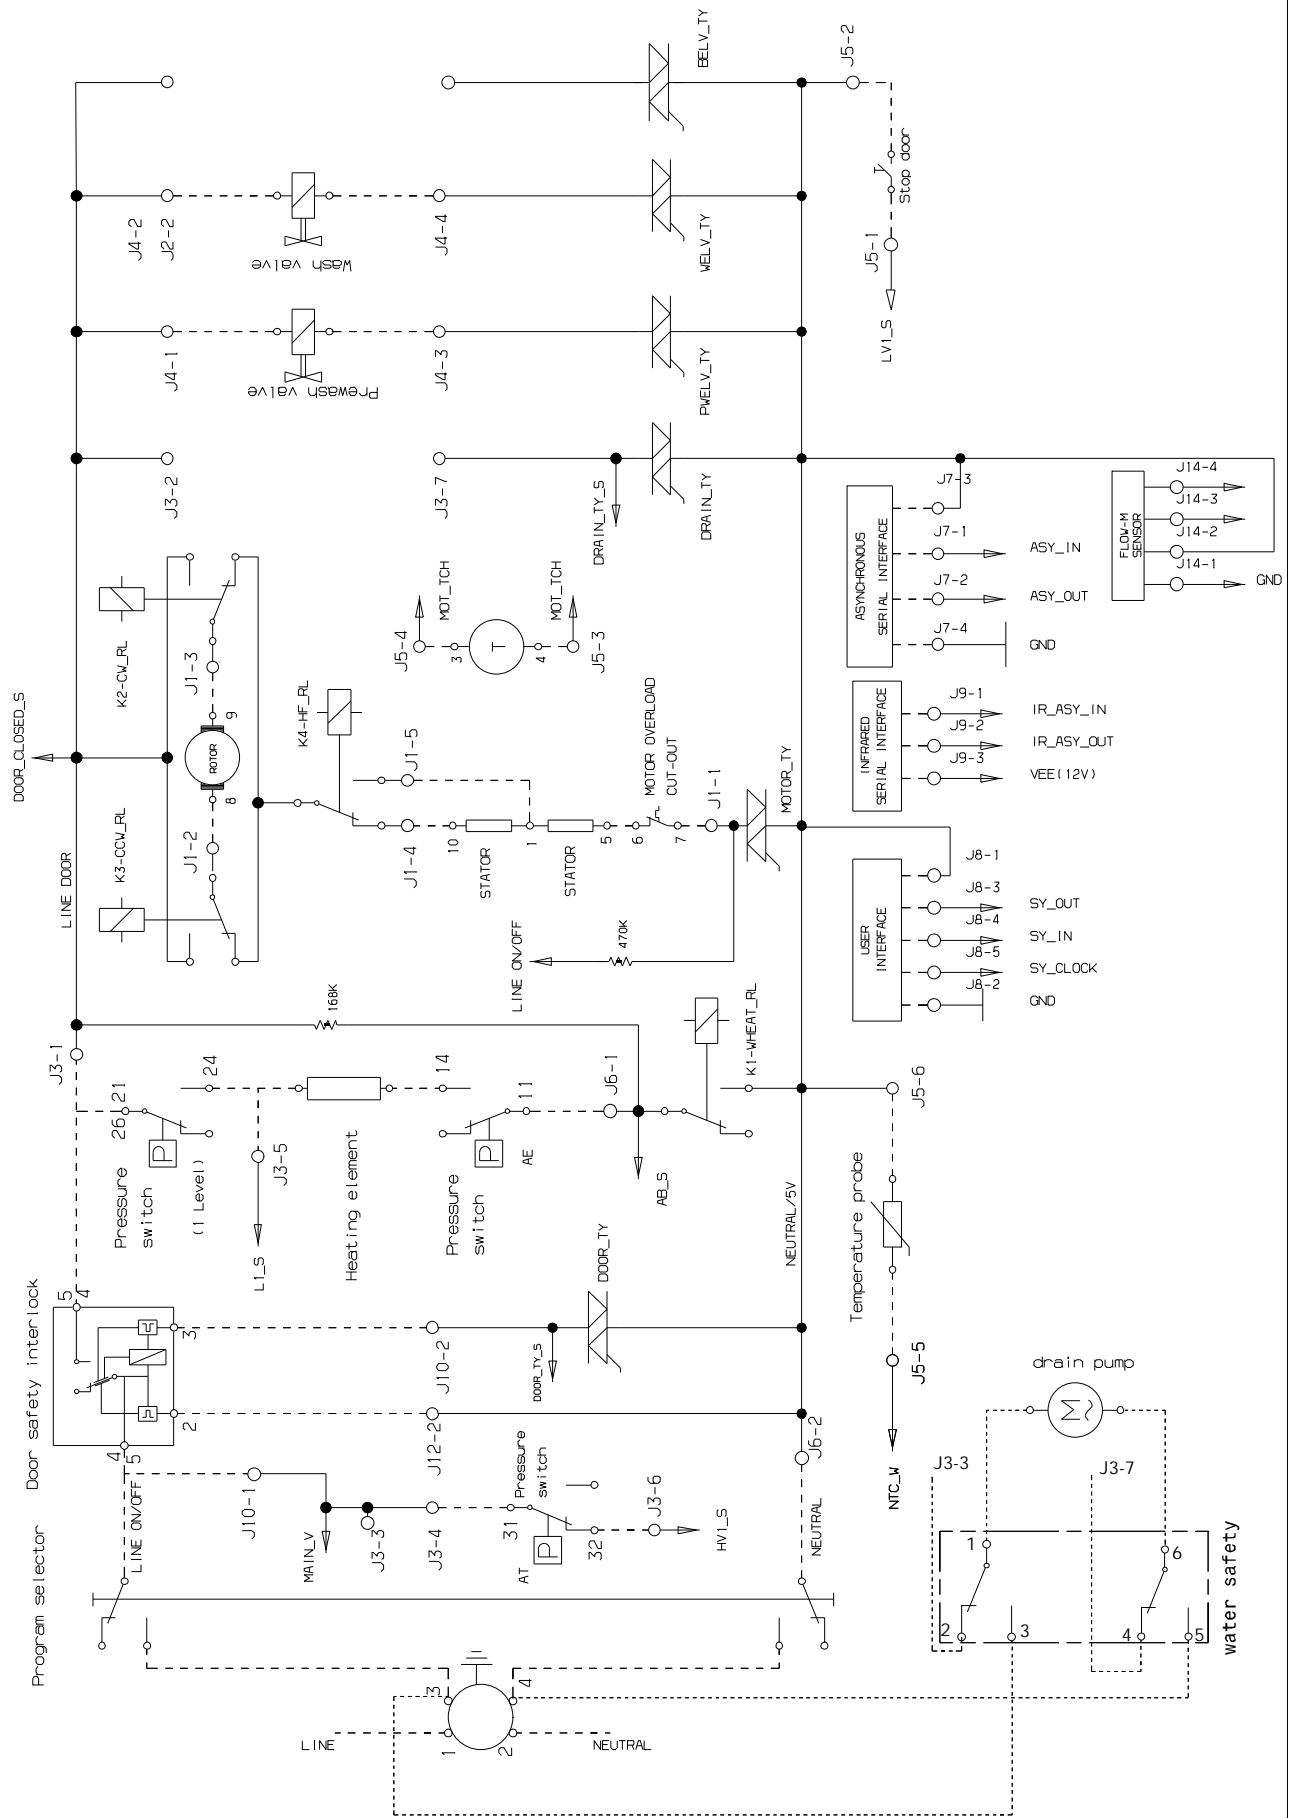 BELV_TY
J5-2
Stop door
J5-1
LV1_S
J4-2
J2-2
Wash valve
J4-4
WELV_TY
J4-1
Prewash valve
J4-3
PWELV_TY
J3-2
J3-7
DRAIN_TY_S
DRAIN_TY
DOOR_CLOSED_S
LINE DOOR
K2-CW_RL
J1-3
9
ROTOR
8
J1-2
K3-CCW_RL
K4-HF_RL
J1-5
J1-4
10
STATOR
1
STATOR
5
6
MOTOR OVERLOAD
CUT-OUT
7
J1-1
MOTOR_TY
J5-4
MOT_TCH
3
T
4
MOT_TCH
J5-3
LINE ON/OFF
470K
168K
J3-1
26 21
24
Pressure
switch
(1 Level)
P
J3-5
L1_S
Heating element
14
11
Pressure
switch
P
AE
J6-1
AB_S
K1-WHEAT_RL
NEUTRAL/5V
J5-6
Temperature probe
J5-5
NTC_W
ASYNCHRONOUS
SERIAL INTERFACE
J7-3
J7-1
ASY_IN
J7-2
ASY_OUT
J7-4
GND
FLOW-M
SENSOR
J14-4
J14-3
J14-2
J14-1
GND
INFRARED
SERIAL INTERFACE
J9-1
IR_ASY_IN
J9-2
IR_ASY_OUT
J9-3
VEE(12V)
USER
INTERFACE
J8-1
J8-3
SY_OUT
J8-4
SY_IN
J8-5
SY_CLOCK
J8-2
GND
Door safety interlock
5
4
3
2
4
5
J10-2
DOOR_TY_S
DOOR_TY
J12-2
J6-2
NEUTRAL
Program selector
LINE ON/OFF
J10-1
MAIN_V
J3-3
J3-4
31
Pressure
switch
P
AT
32
J3-6
HV1_S
LINE
1
3
2
4
NEUTRAL
drain pump
M
J3-3
J3-7
1
6
2
3
4
5
water safety